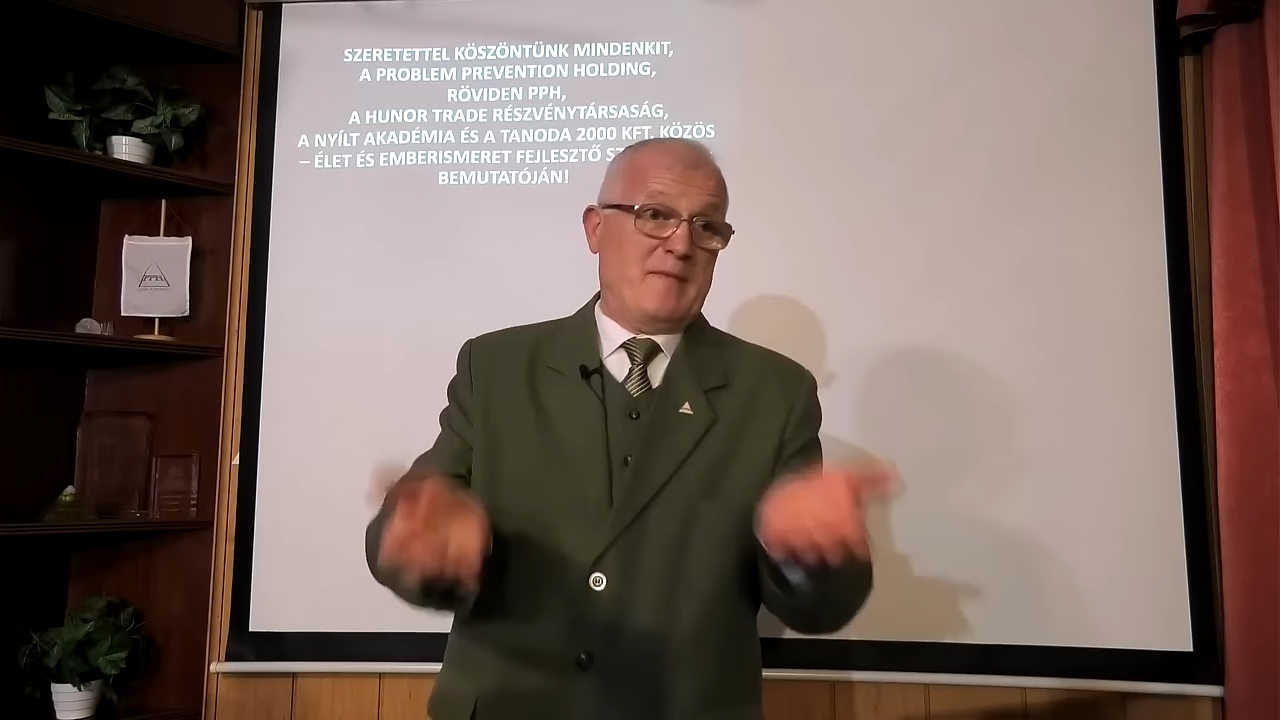 SZERETETTEL KÖSZÖNTÜNK MINDENKIT,
A PROBLEM PREVENTION HOLDING,
RÖVIDEN PPH,
A HUNOR TRADE RÉSZVÉNYTÁRSASÁG,
A NYÍLT AKADÉMIA ÉS A TANODA 2000 KFT. KÖZÖS
– ÉLET ÉS EMBERISMERET FEJLESZTŐ
BEMUTATÓJÁN!